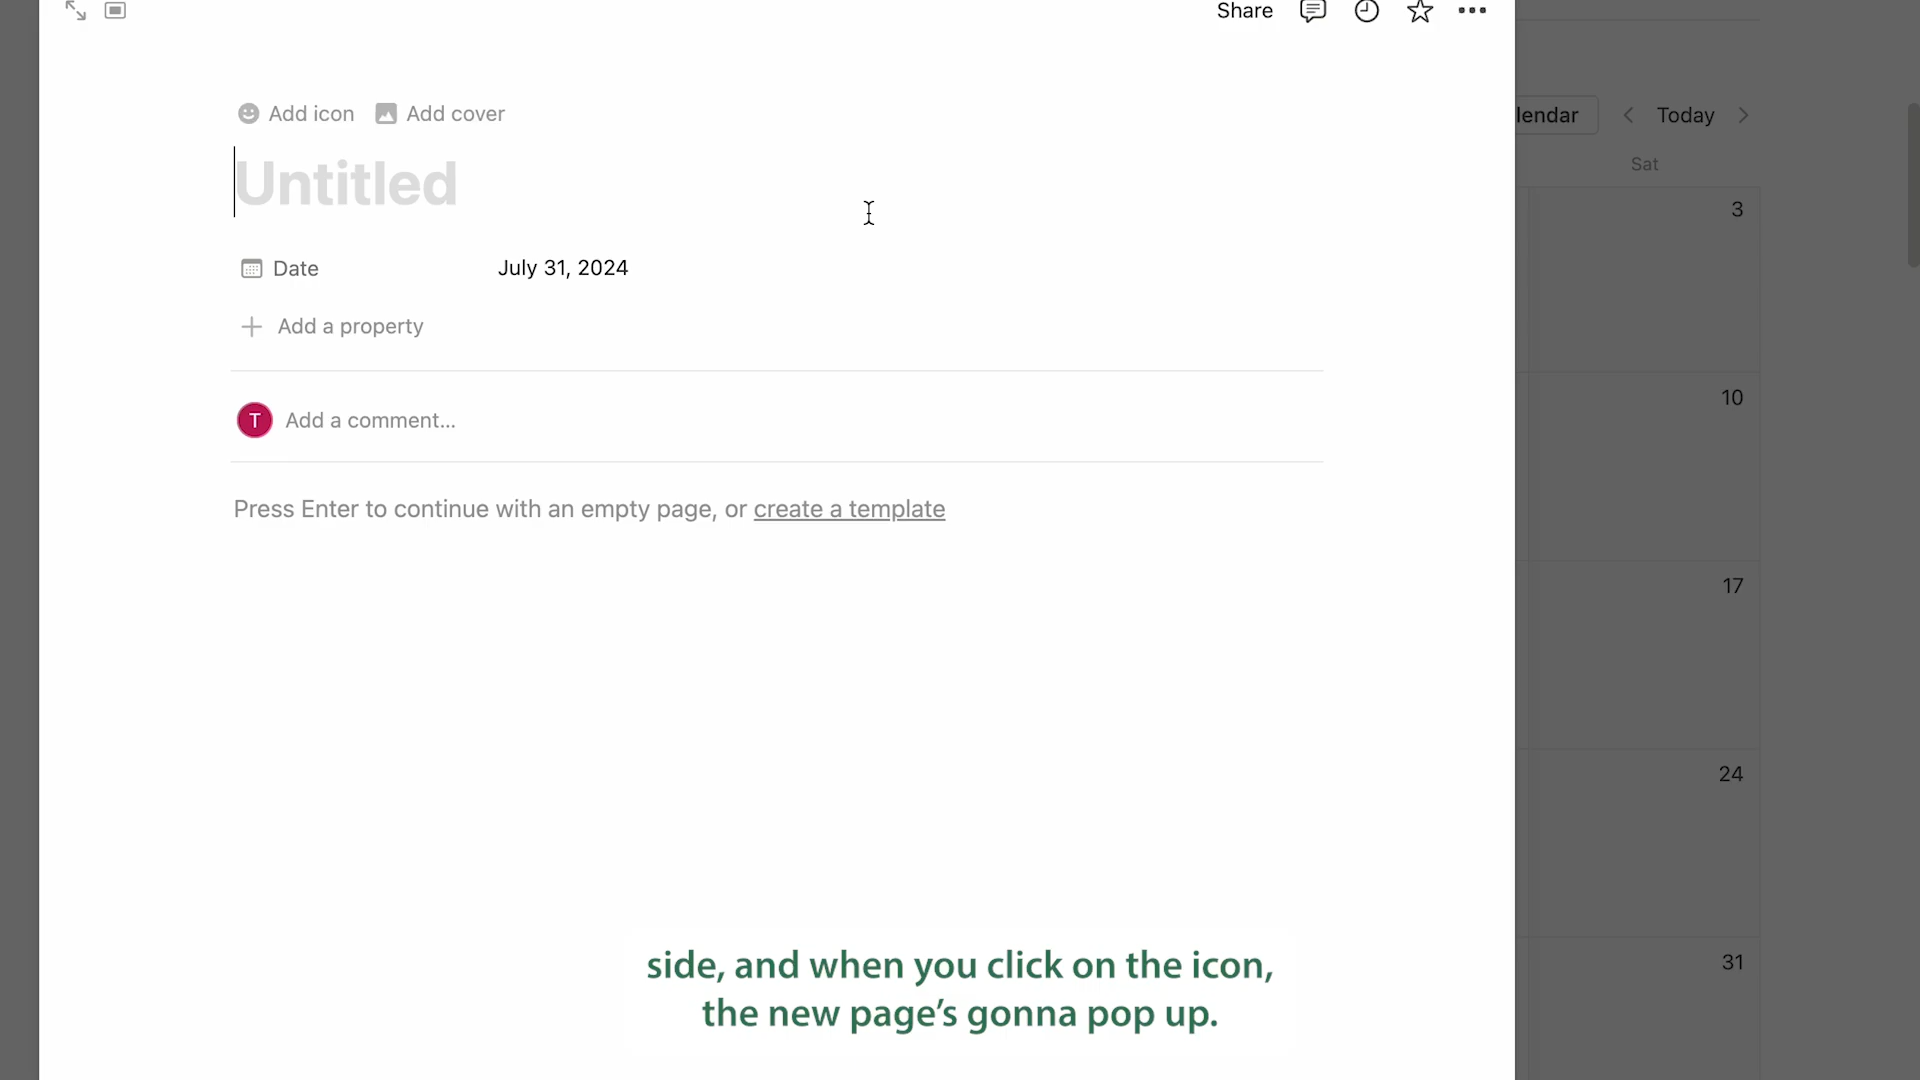 Share
Add icon Add cover
lendar Today
Untitled
Sat
3
Date July 31, 2024
Add a property
10
T Add a comment...
Press Enter to continue with an empty page, or create a template
17
24
31
side, and when you click on the icon,
the new page’s gonna pop up.